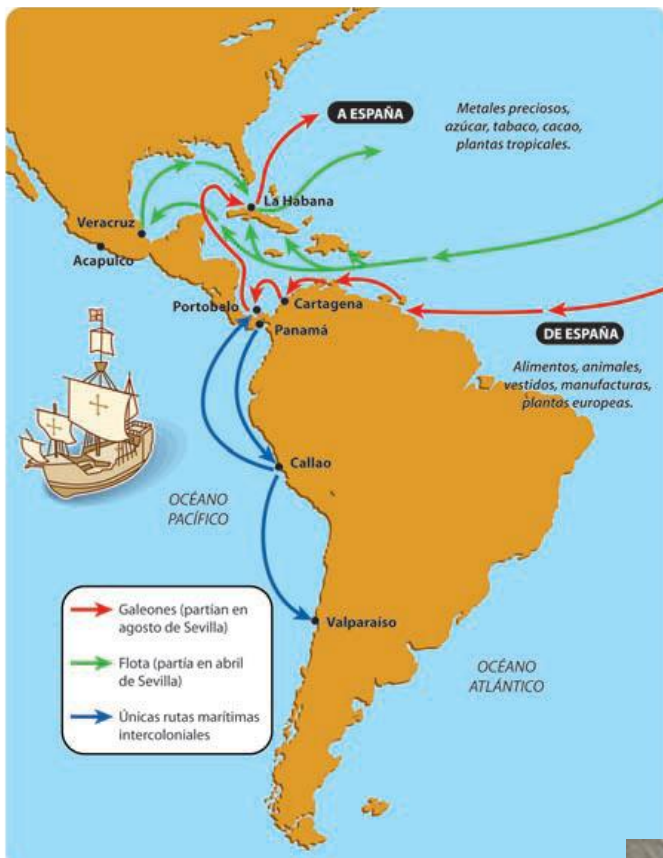 A ESPAÑA
Metales preciosos,
azúcar, tabaco, cacao,
plantas tropicales.
La Habana
Veracruz
Acapulco
Portobelo
Cartagena
Panamá
DE ESPAÑA
Alimentos, animales,
vestidos, manufacturas,
plantas europeas.
Callao
OCÉANO
PACÍFICO
Galeones (partían en
agosto de Sevilla)
Flota (partía en abril
de Sevilla)
Únicas rutas marítimas
intercoloniales
Valparaíso
OCÉANO
ATLÁNTICO